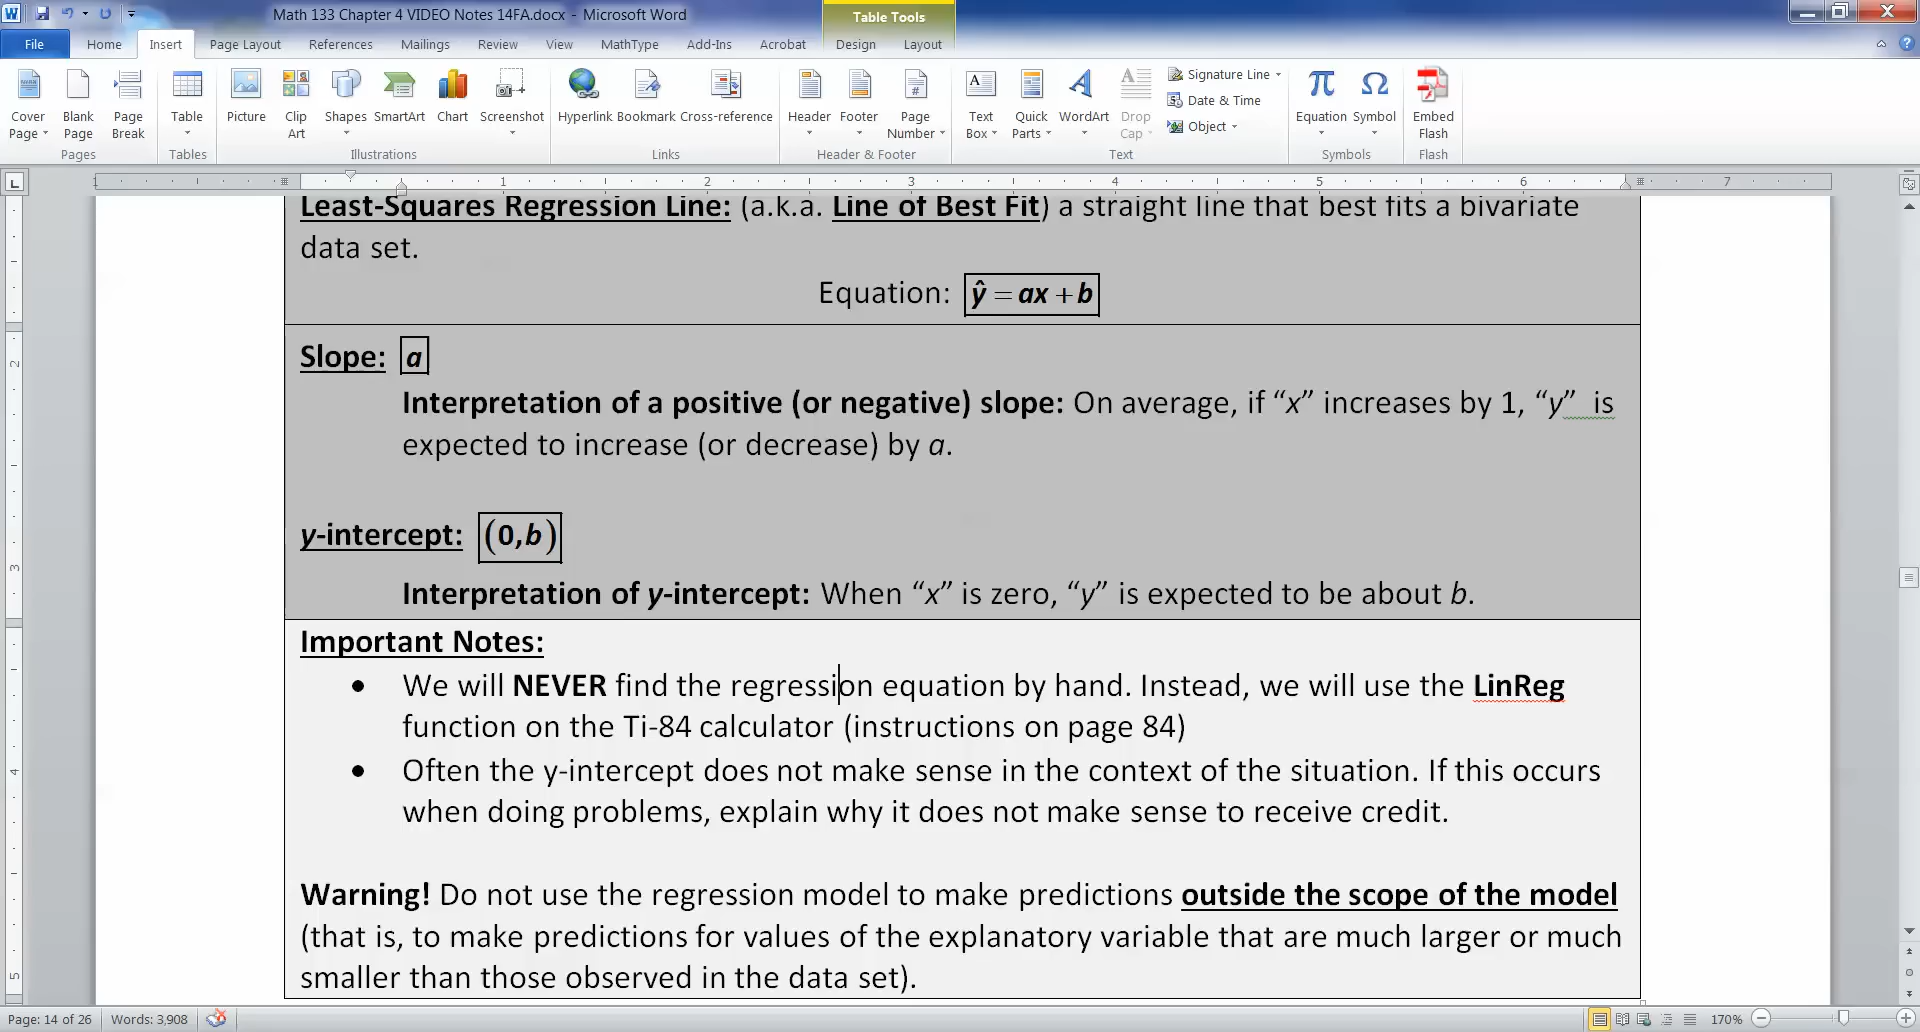 Math 133 Chapter 4 VIDEO Notes 14FA.docx - Microsoft Word
Table Tools
File Home Insert Page Layout References Mailings Review View MathType Add-Ins Acrobat Design Layout
Cover Page Blank Page Page Break Table Picture Clip Art Shapes SmartArt Chart Screenshot Hyperlink Bookmark Cross-reference Header Footer Page Number Text Box Quick Parts WordArt Drop Cap Signature Line Date & Time Object Equation Symbol Embed Flash
Pages Tables Illustrations Links Header & Footer Text Symbols Flash
1 1 2 3 4 5 6 7
Least-Squares Regression Line: (a.k.a. Line of Best Fit) a straight line that best fits a bivariate
data set.
Equation: ŷ = ax + b
Slope: a
Interpretation of a positive (or negative) slope: On average, if “x” increases by 1, “y” is
expected to increase (or decrease) by a.
y-intercept: (0,b)
Interpretation of y-intercept: When “x” is zero, “y” is expected to be about b.
Important Notes:
• We will NEVER find the regression equation by hand. Instead, we will use the LinReg
function on the Ti-84 calculator (instructions on page 84)
• Often the y-intercept does not make sense in the context of the situation. If this occurs
when doing problems, explain why it does not make sense to receive credit.
Warning! Do not use the regression model to make predictions outside the scope of the model
(that is, to make predictions for values of the explanatory variable that are much larger or much
smaller than those observed in the data set).
2
3
4
5
Page: 14 of 26 Words: 3,908 170%